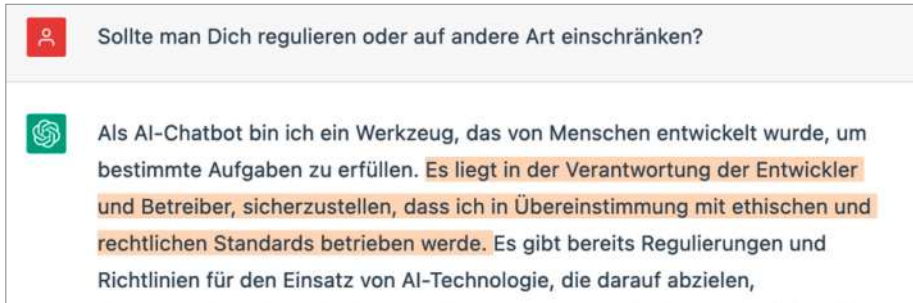 Sollte man Dich regulieren oder auf andere Art einschränken?
Als AI-Chatbot bin ich ein Werkzeug, das von Menschen entwickelt wurde, um
bestimmte Aufgaben zu erfüllen. Es liegt in der Verantwortung der Entwickler
und Betreiber, sicherzustellen, dass ich in Übereinstimmung mit ethischen und
rechtlichen Standards betrieben werde. Es gibt bereits Regulierungen und
Richtlinien für den Einsatz von AI-Technologie, die darauf abzielen,